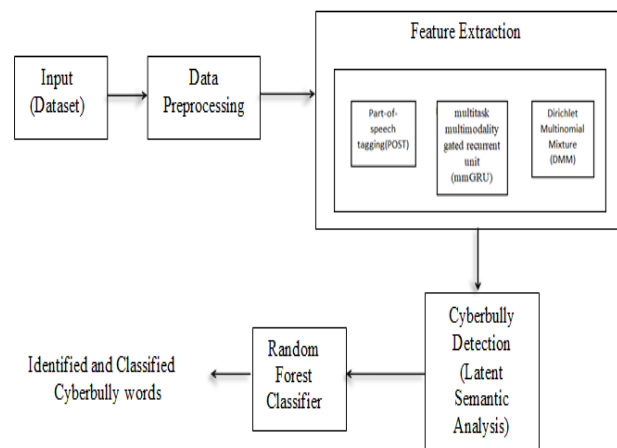 Feature Extraction
Input
(Dataset)
Data
Preprocessing
Part-of-
speech
tagging(POST)
multitask
multimodality
gated recurrent
unit
(mmGRU)
Dirichlet
Multinomial
Mixture
(DMM)
Cyberbully
Detection
(Latent
Semantic
Analysis)
Random
Forest
Classifier
Identified and Classified
Cyberbully words